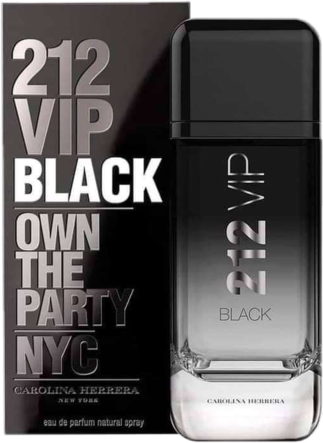 212
VIP
BLACK
OWN
THE
PARTY
NYC
CAROLINA HERRERA
NEW YORK
eau de parfum natural spray
212 VIP
BLACK
CAROLINA HERRERA